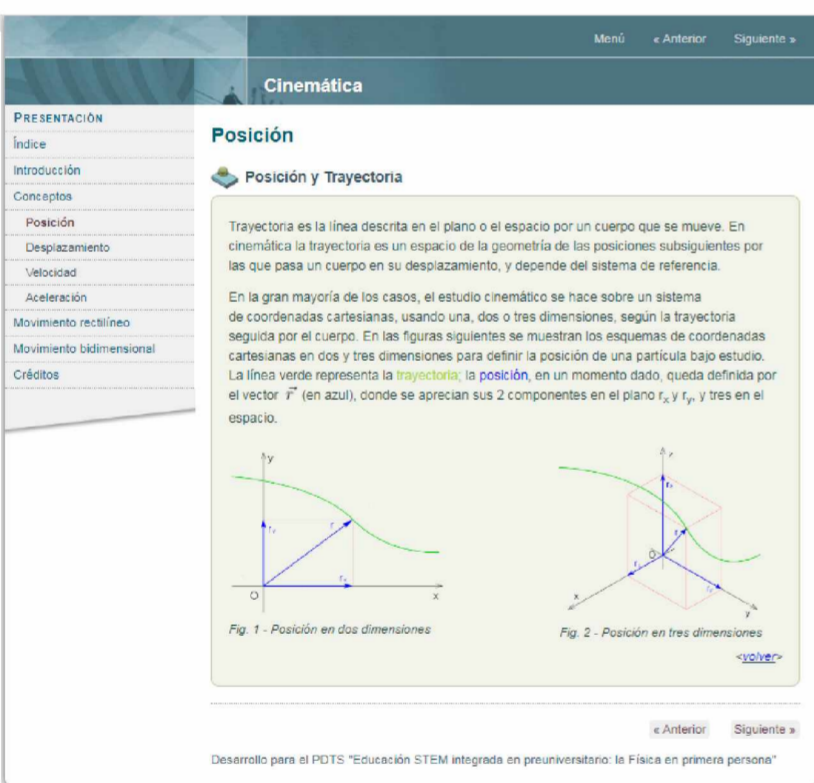 Menú « Anterior Siguiente »
Cinemática
PRESENTACIÓN
Índice
Introducción
Conceptos
Posición
Desplazamiento
Velocidad
Aceleración
Movimiento rectilíneo
Movimiento bidimensional
Créditos
Posición
Posición y Trayectoria
Trayectoria es la línea descrita en el plano o el espacio por un cuerpo que se mueve. En
cinemática la trayectoria es un espacio de la geometría de las posiciones subsiguientes por
las que pasa un cuerpo en su desplazamiento, y depende del sistema de referencia.
En la gran mayoría de los casos, el estudio cinemático se hace sobre un sistema
de coordenadas cartesianas, usando una, dos o tres dimensiones, según la trayectoria
seguida por el cuerpo. En las figuras siguientes se muestran los esquemas de coordenadas
cartesianas en dos y tres dimensiones para definir la posición de una partícula bajo estudio.
La línea verde representa la trayectoria; la posición, en un momento dado, queda definida por
el vector r⃗ (en azul), donde se aprecian sus 2 componentes en el plano rₓ y r_y, y tres en el
espacio.
y
r
O
x
Fig. 1 - Posición en dos dimensiones
O
x
y
Fig. 2 - Posición en tres dimensiones
<volver>
« Anterior Siguiente »
Desarrollo para el PDTS "Educación STEM integrada en preuniversitario: la Física en primera persona"